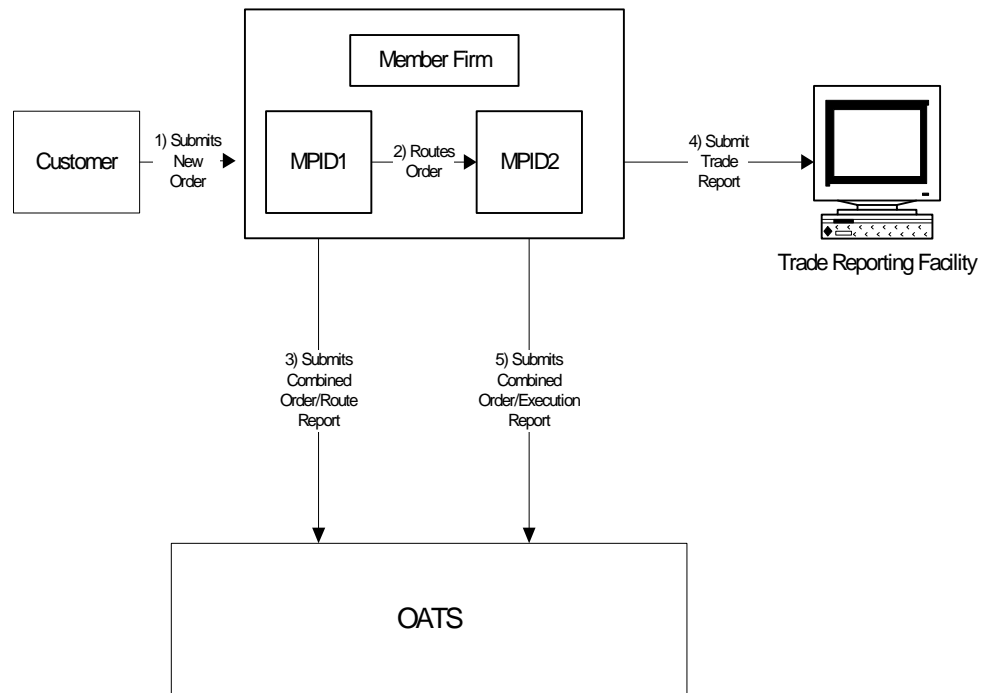 Member Firm
Customer
1) Submits
New
Order
MPID1
2) Routes
Order
MPID2
4) Submit
Trade
Report
Trade Reporting Facility
3) Submits
Combined
Order/Route
Report
5) Submits
Combined
Order/Execution
Report
OATS